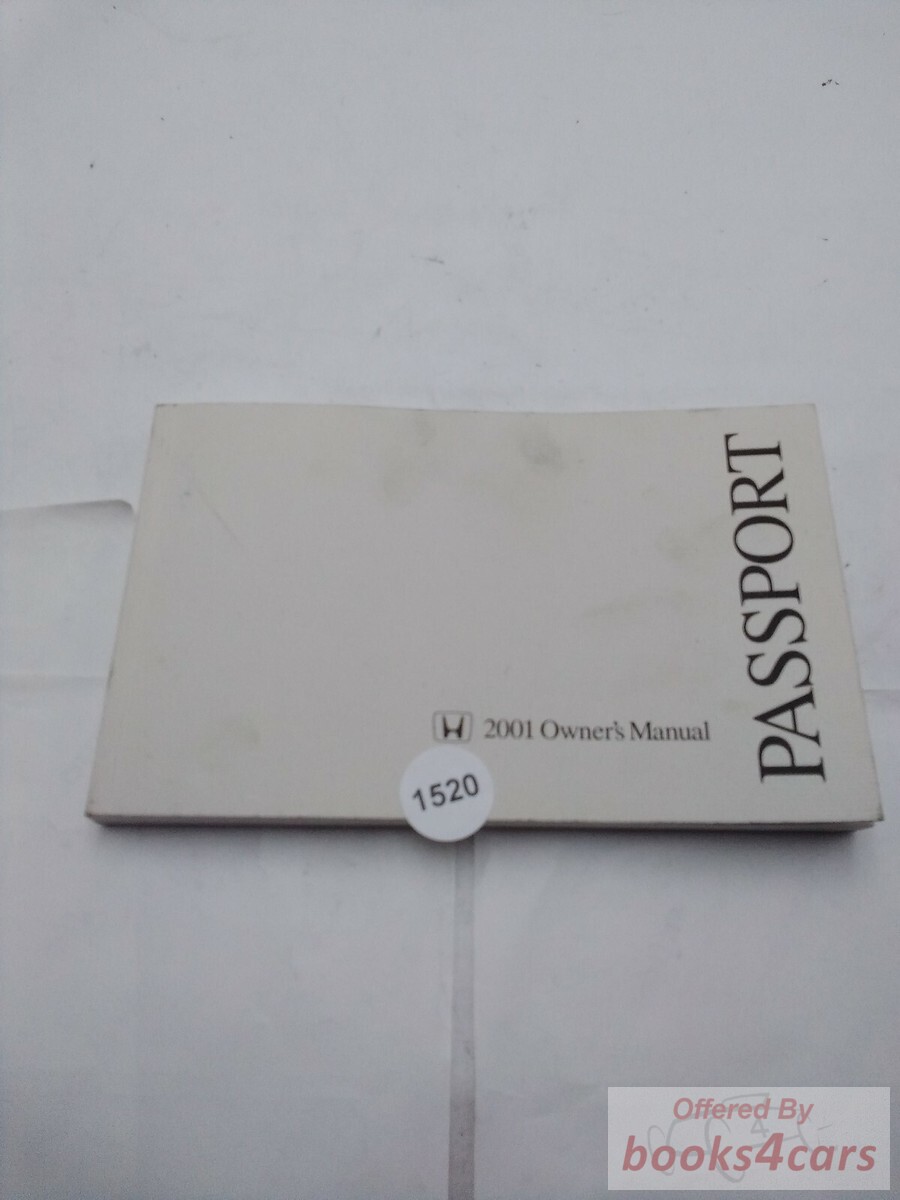 PASSPORT
2001 Owner's Manual
1520
Offered By
books4cars